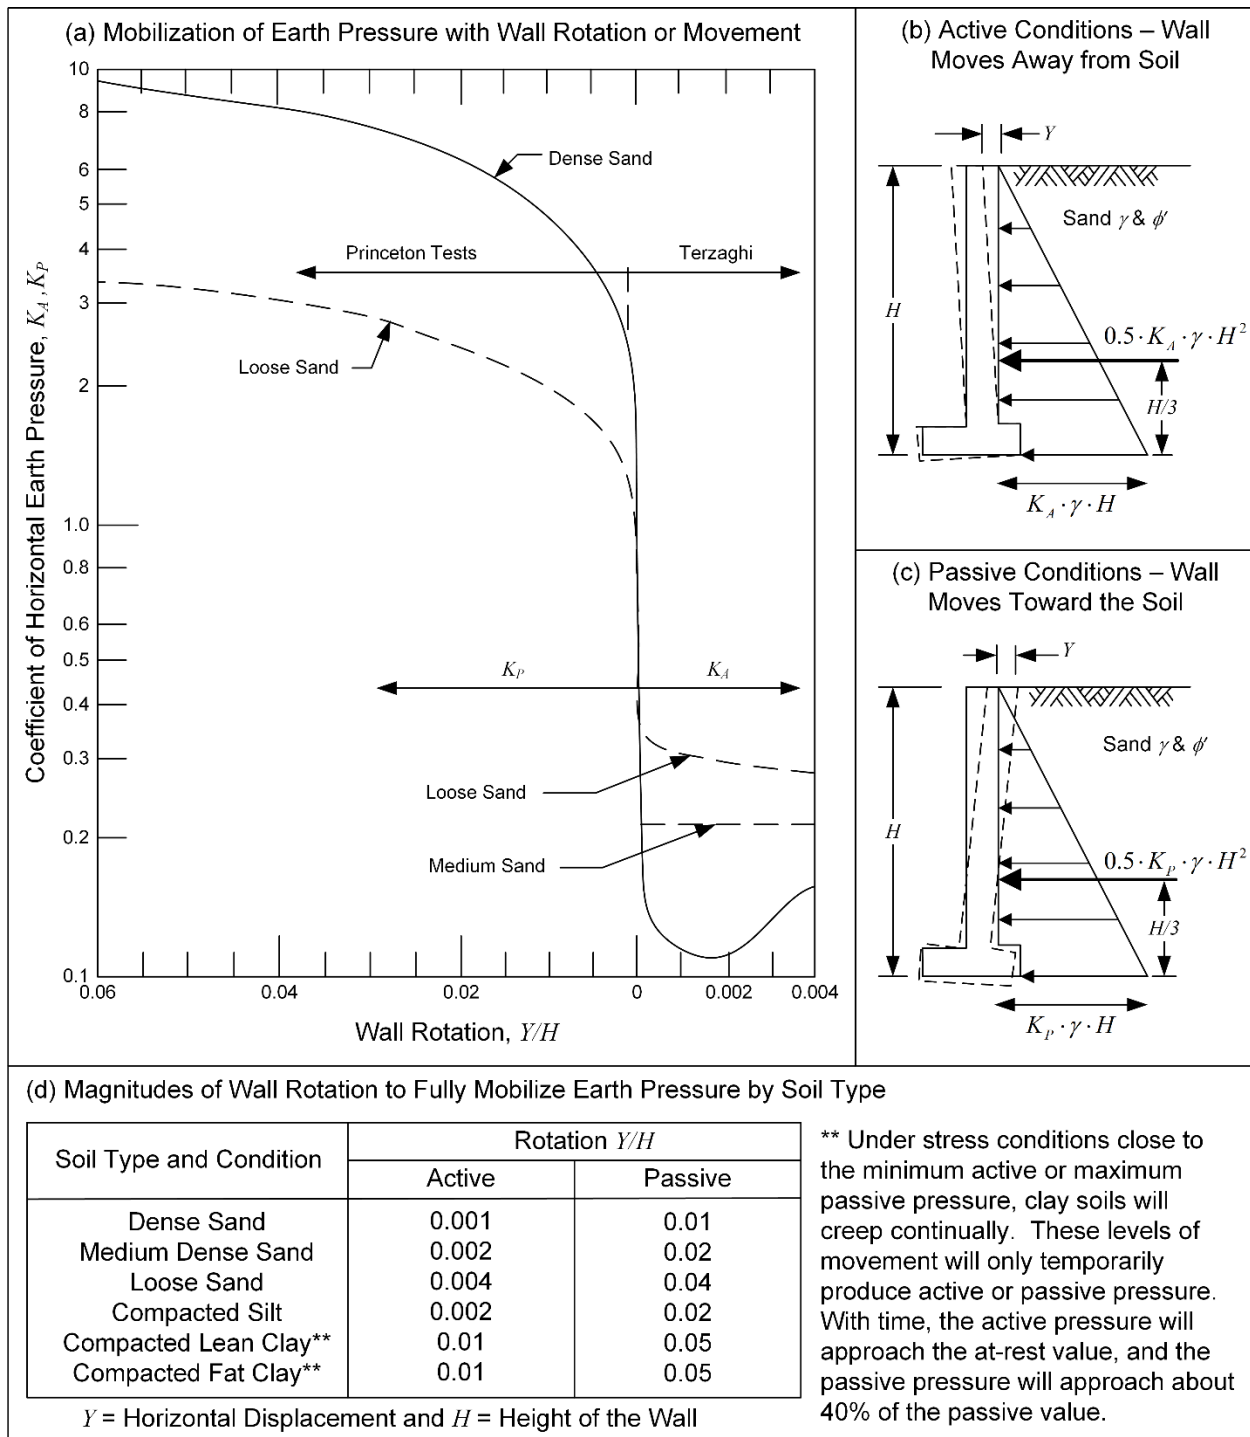 (a) Mobilization of Earth Pressure with Wall Rotation or Movement
Coefficient of Horizontal Earth Pressure, K_A, K_P
10
8
6
5
4
3
2
1.0
0.8
0.6
0.5
0.4
0.3
0.2
0.1
Dense Sand
Princeton Tests
Terzaghi
Loose Sand
K_P
K_A
Loose Sand
Medium Sand
0.06
0.04
0.02
0
0.002
0.004
Wall Rotation, Y/H
(b) Active Conditions – Wall
Moves Away from Soil
Y
Sand γ & ϕ'
H
0.5·K_A·γ·H²
H/3
K_A·γ·H
(c) Passive Conditions – Wall
Moves Toward the Soil
Y
Sand γ & ϕ'
H
0.5·K_P·γ·H²
H/3
K_P·γ·H
(d) Magnitudes of Wall Rotation to Fully Mobilize Earth Pressure by Soil Type
Soil Type and Condition
Rotation Y/H
Active
Passive
Dense Sand 0.001 0.01
Medium Dense Sand 0.002 0.02
Loose Sand 0.004 0.04
Compacted Silt 0.002 0.02
Compacted Lean Clay** 0.01 0.05
Compacted Fat Clay** 0.01 0.05
Y = Horizontal Displacement and H = Height of the Wall
** Under stress conditions close to
the minimum active or maximum
passive pressure, clay soils will
creep continually. These levels of
movement will only temporarily
produce active or passive pressure.
With time, the active pressure will
approach the at-rest value, and the
passive pressure will approach about
40% of the passive value.